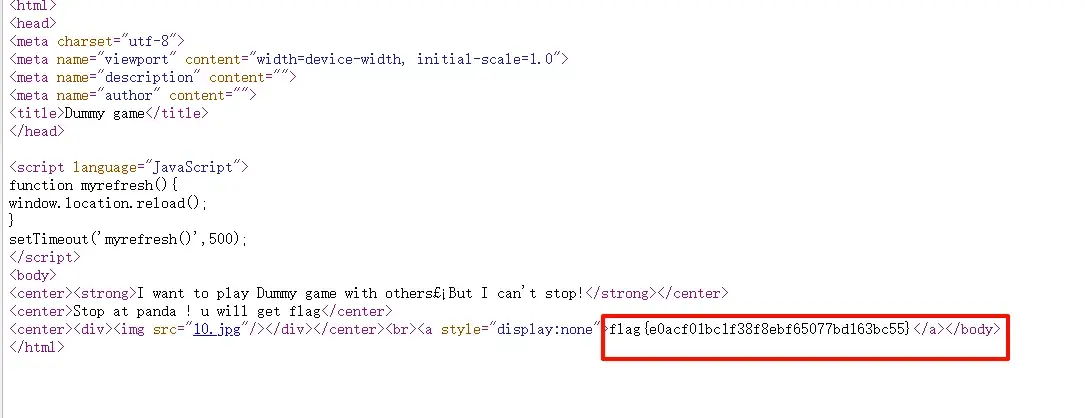 <html>
<head>
<meta charset="utf-8">
<meta name="viewport" content="width=device-width, initial-scale=1.0">
<meta name="description" content="">
<meta name="author" content="">
<title>Dummy game</title>
</head>
<script language="JavaScript">
function myrefresh(){
window.location.reload();
}
setTimeout('myrefresh()',500);
</script>
<body>
<center><strong>I want to play Dummy game with others£¡But I can't stop!</strong></center>
<center>Stop at panda ! u will get flag</center>
<center><div><img src="10.jpg"/></div></center><br><a style="display:none">flag{e0acf01bc1f38f8ebf65077bd163bc55}</a></body>
</html>